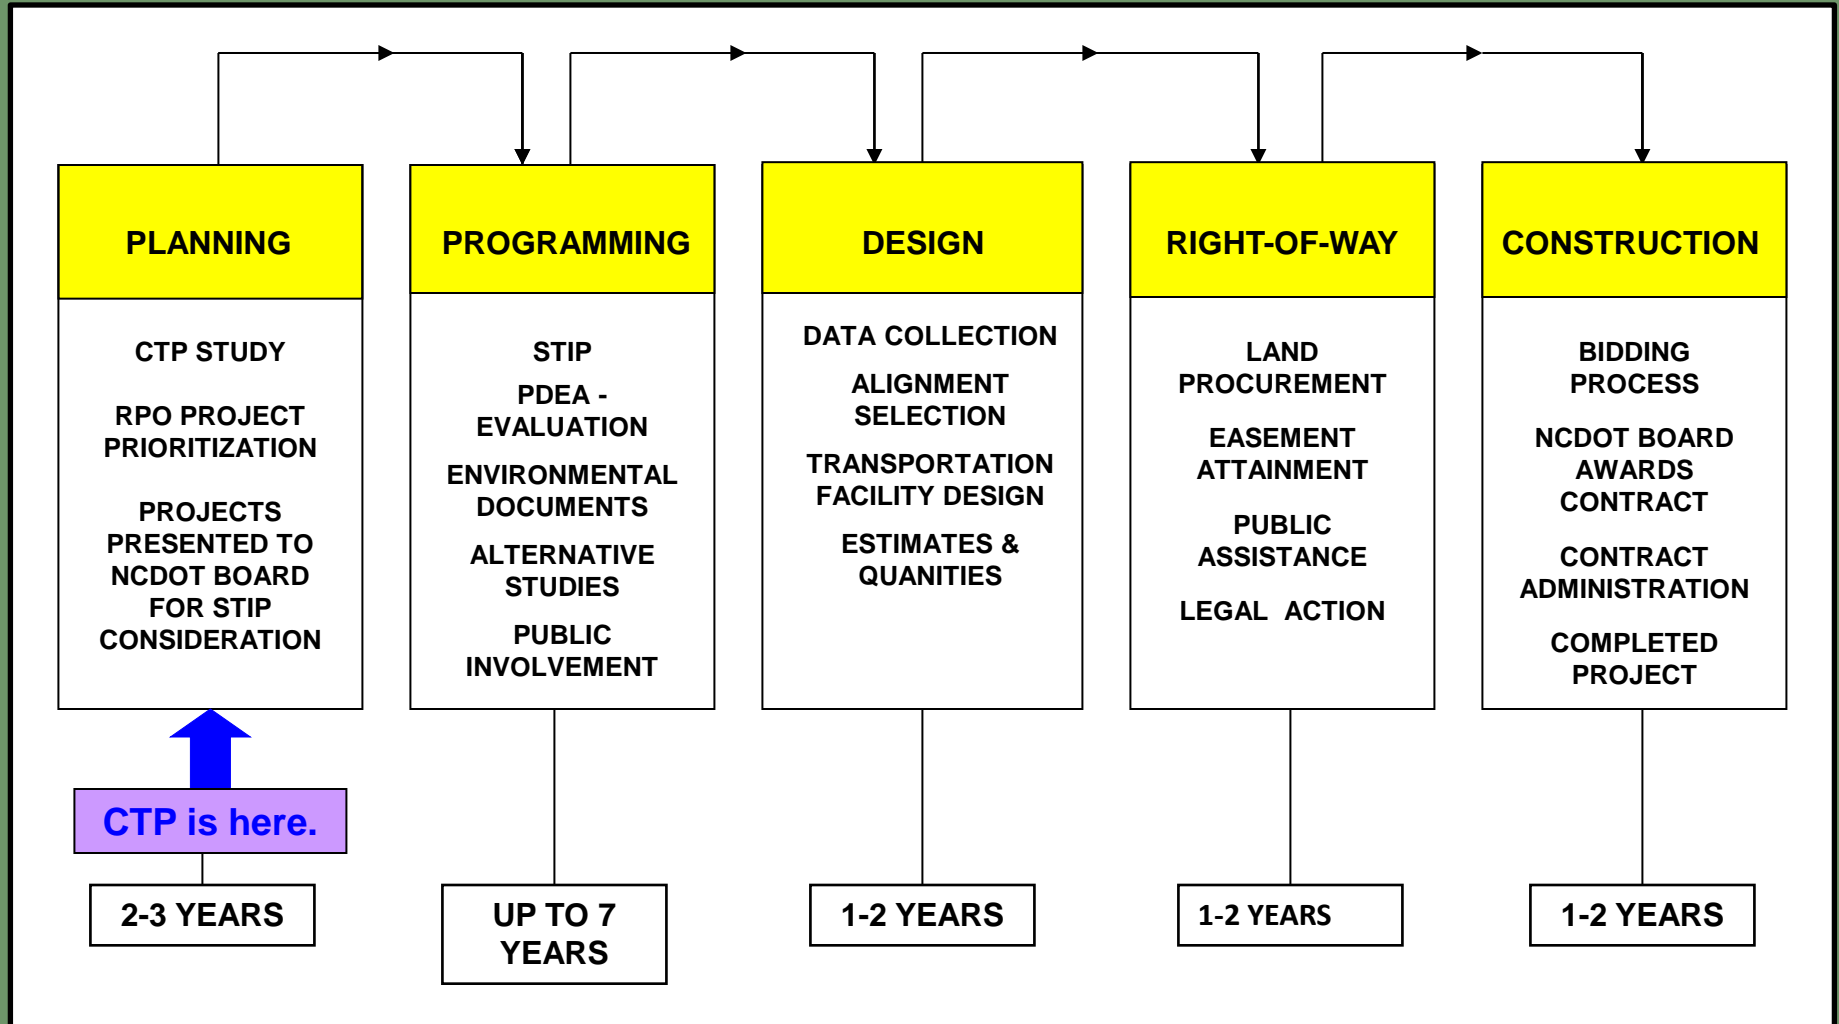 PLANNING
CTP STUDY
RPO PROJECT
PRIORITIZATION
PROJECTS
PRESENTED TO
NCDOT BOARD
FOR STIP
CONSIDERATION
CTP is here.
2-3 YEARS
PROGRAMMING
STIP
PDEA -
EVALUATION
ENVIRONMENTAL
DOCUMENTS
ALTERNATIVE
STUDIES
PUBLIC
INVOLVEMENT
UP TO 7
YEARS
DESIGN
DATA COLLECTION
ALIGNMENT
SELECTION
TRANSPORTATION
FACILITY DESIGN
ESTIMATES &
QUANITIES
1-2 YEARS
RIGHT-OF-WAY
LAND
PROCUREMENT
EASEMENT
ATTAINMENT
PUBLIC
ASSISTANCE
LEGAL ACTION
1-2 YEARS
CONSTRUCTION
BIDDING
PROCESS
NCDOT BOARD
AWARDS
CONTRACT
CONTRACT
ADMINISTRATION
COMPLETED
PROJECT
1-2 YEARS